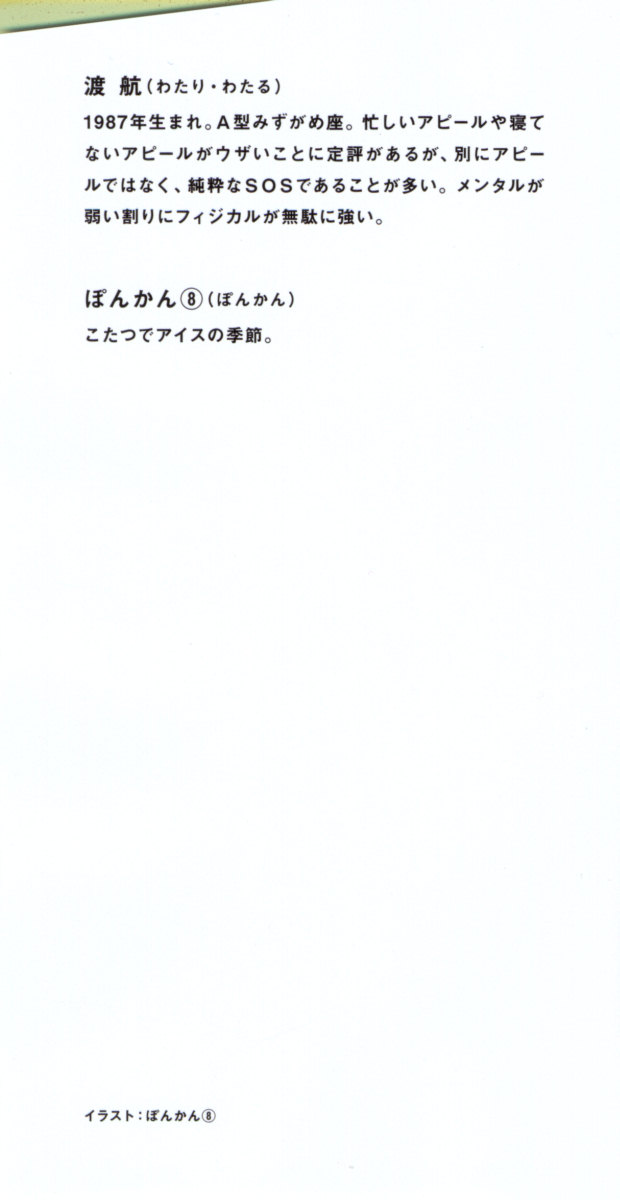 渡 航(わたり・わたる)
1987年生まれ。A型みずがめ座。忙しいアピールや寝て
ないアピールがウザいことに定評があるが、別にアピー
ルではなく、純粋なSOSであることが多い。メンタルが
弱い割りにフィジカルが無駄に強い。
ぽんかん⑧(ぽんかん)
こたつでアイスの季節。
イラスト:ぽんかん⑧